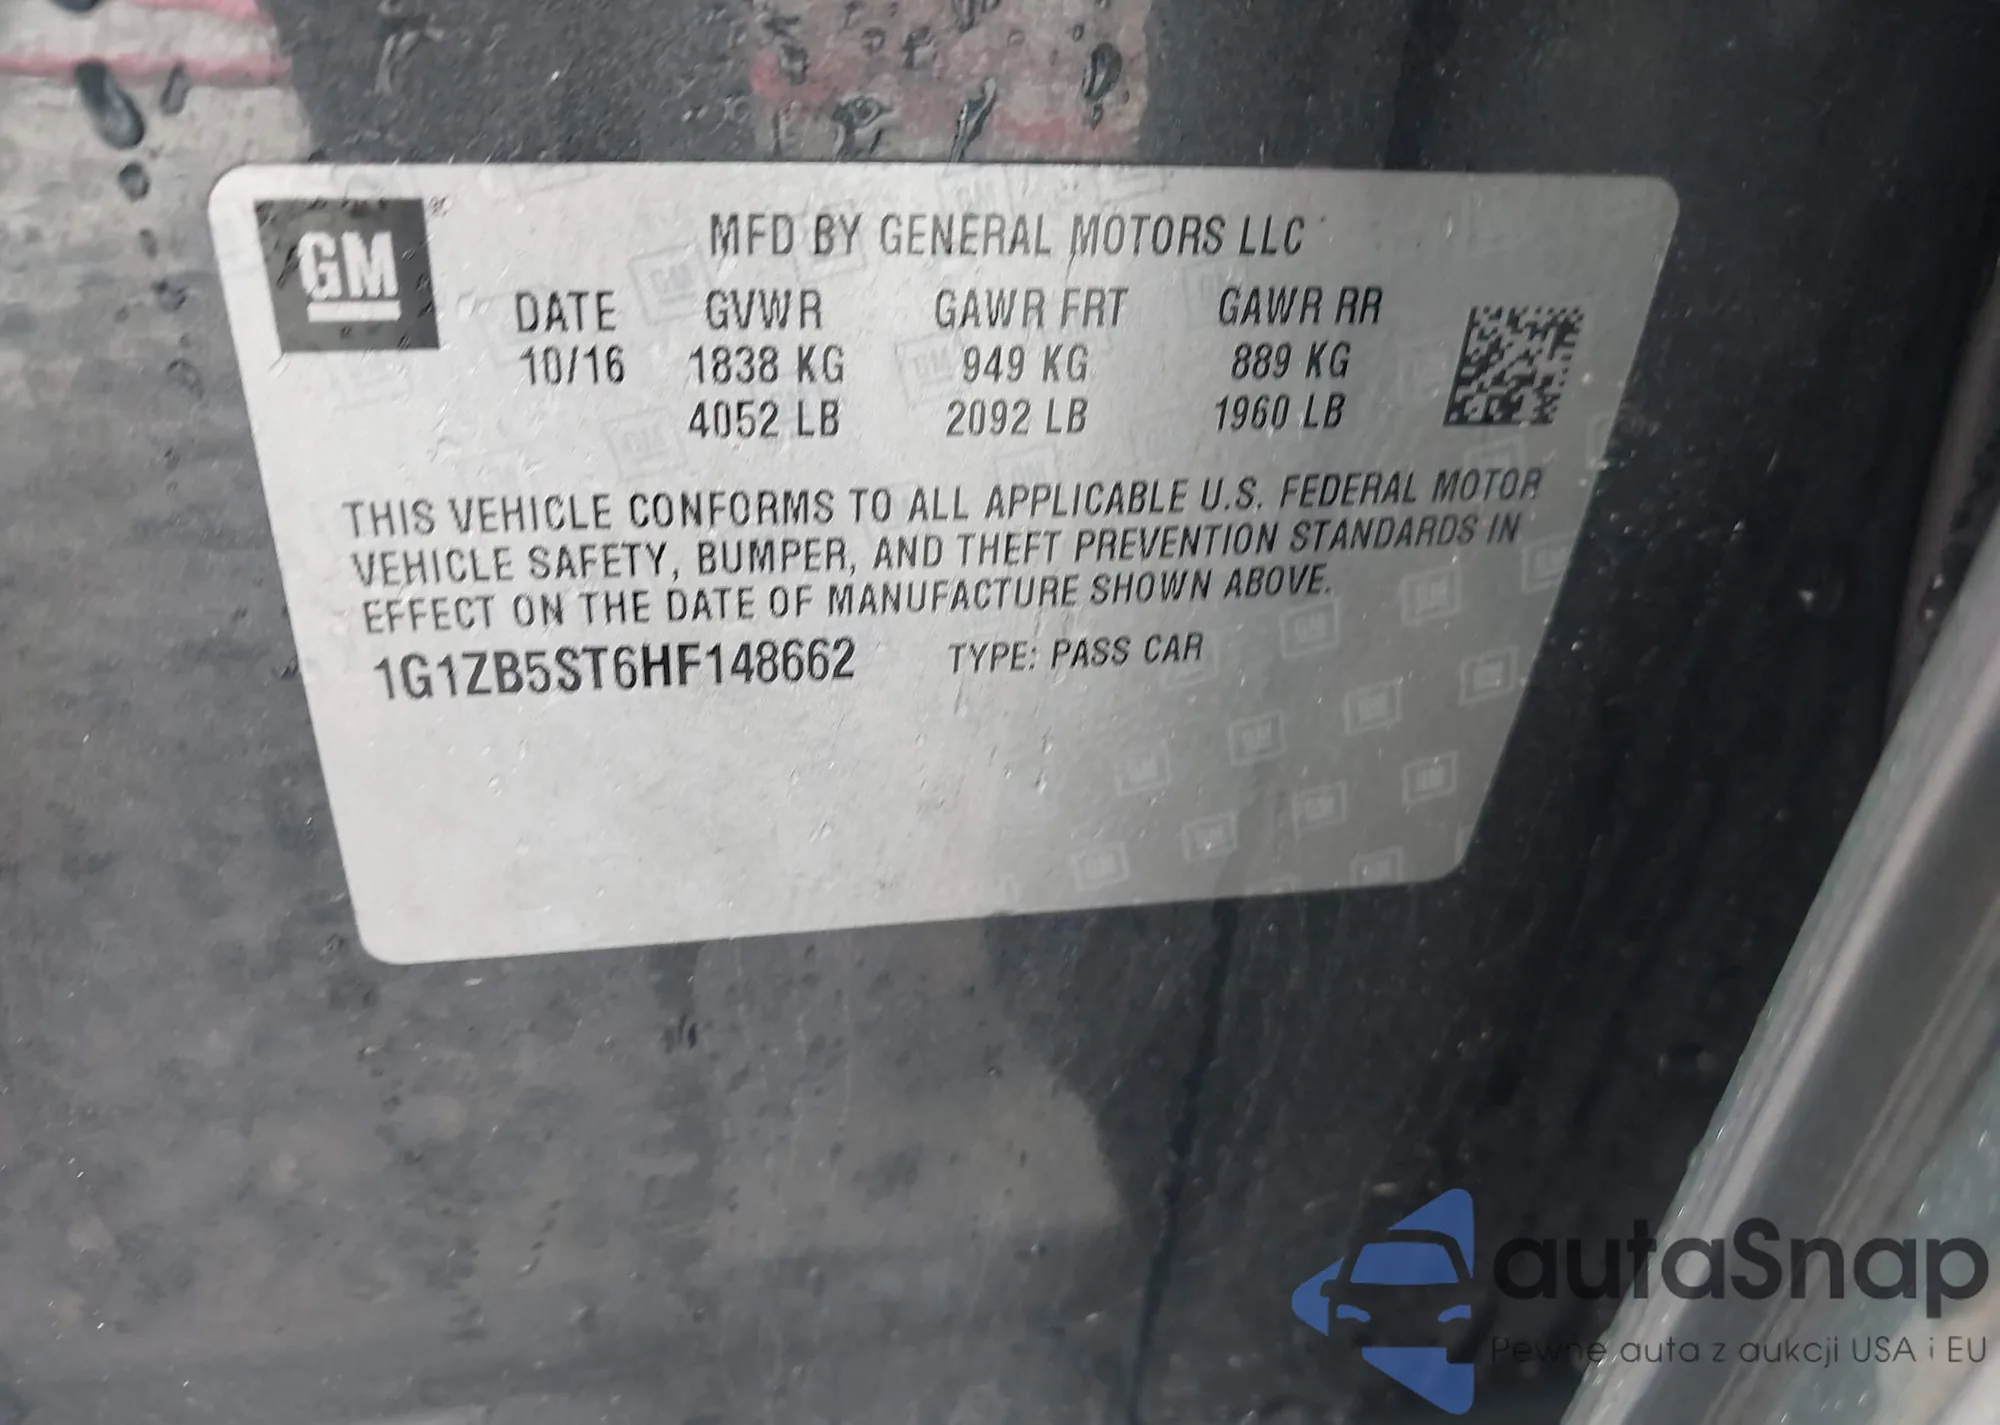 GM
MFD BY GENERAL MOTORS LLC
DATE GVWR GAWR FRT GAWR RR
10/16 1838 KG 949 KG 889 KG
4052 LB 2092 LB 1960 LB
THIS VEHICLE CONFORMS TO ALL APPLICABLE U.S. FEDERAL MOTOR
VEHICLE SAFETY, BUMPER, AND THEFT PREVENTION STANDARDS IN
EFFECT ON THE DATE OF MANUFACTURE SHOWN ABOVE.
1G1ZB5ST6HF148662 TYPE: PASS CAR
autaSnap
Pewne auta z aukcji USA i EU